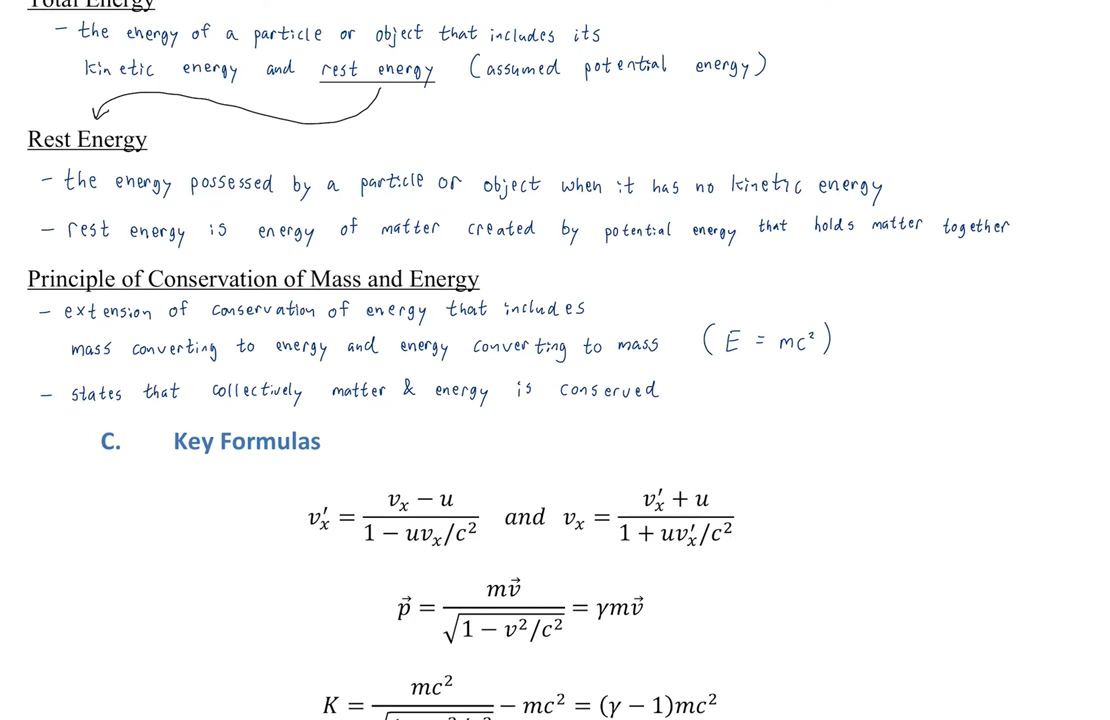 Total Energy
- the energy of a particle or object that includes its
kinetic energy and rest energy (assumed potential energy)
Rest Energy
- the energy possessed by a particle or object when it has no kinetic energy
- rest energy is energy of matter created by potential energy that holds matter together
Principle of Conservation of Mass and Energy
- extension of conservation of energy that includes
mass converting to energy and energy converting to mass (E = mc²)
- states that collectively matter & energy is conserved
C. Key Formulas
v′ₓ = (vₓ − u) / (1 − uvₓ/c²) and vₓ = (v′ₓ + u) / (1 + uv′ₓ/c²)
p⃗ = mv⃗ / √(1 − v²/c²) = γmv⃗
K = mc² / − mc² = (γ − 1)mc²